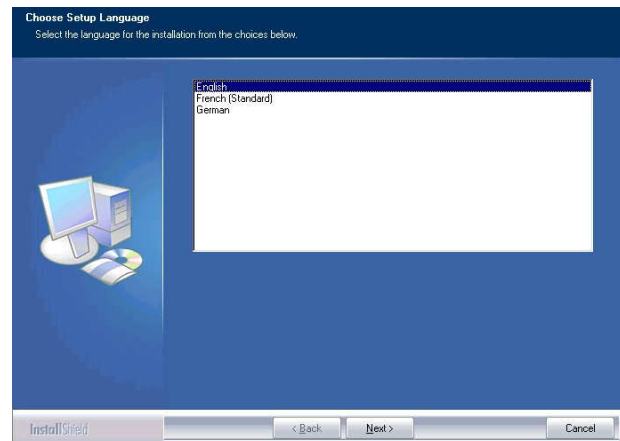 Choose Setup Language
Select the language for the installation from the choices below.
English
French (Standard)
German
InstallShield
< Back
Next >
Cancel